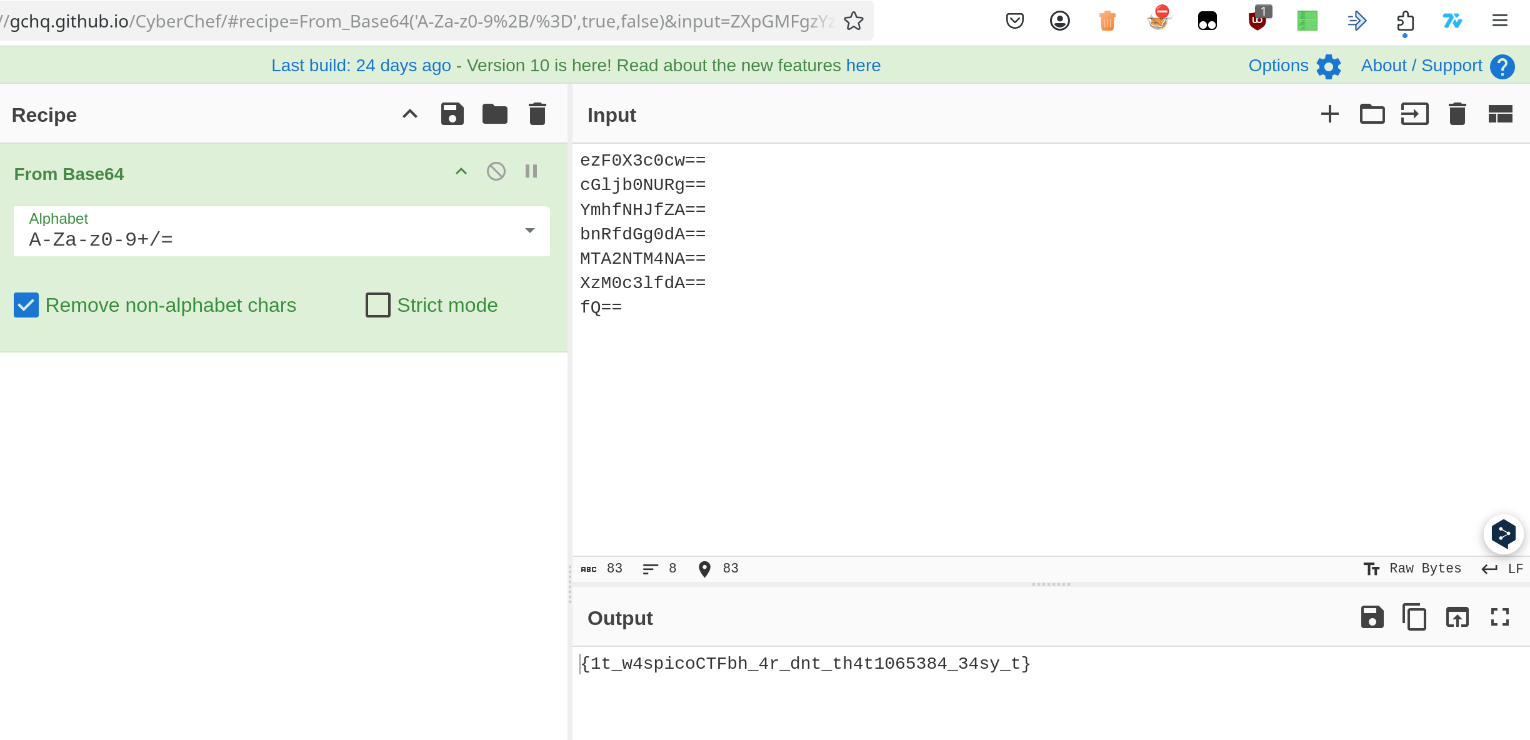 //gchq.github.io/CyberChef/#recipe=From_Base64('A-Za-z0-9%2B/%3D',true,false)&input=ZXpGMFgzYz
1
Last build: 24 days ago - Version 10 is here! Read about the new features here
Options
About / Support
Recipe
Input
From Base64
Alphabet
A-Za-z0-9+/=
Remove non-alphabet chars
Strict mode
ezF0X3c0cw==
cGljb0NURg==
YmhfNHJfZA==
bnRfdGg0dA==
MTA2NTM4NA==
XzM0c3lfdA==
fQ==
ABC 83 8 83
Raw Bytes
LF
Output
{1t_w4spicoCTFbh_4r_dnt_th4t1065384_34sy_t}